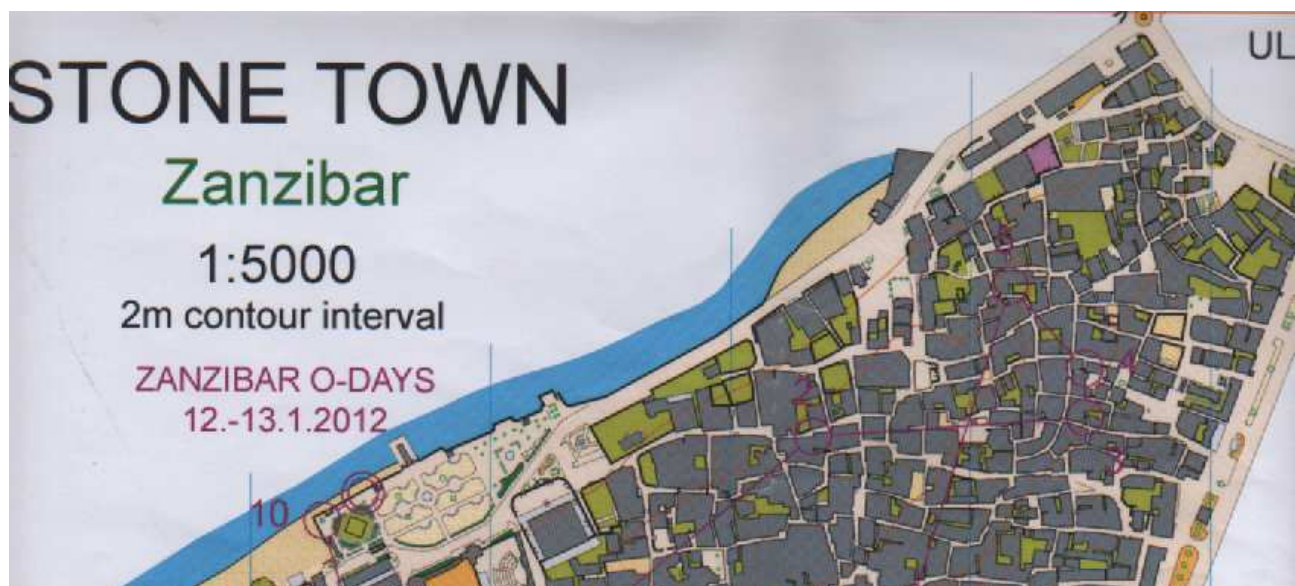 STONE TOWN
UL
Zanzibar
1:5000
2m contour interval
ZANZIBAR O-DAYS
12.-13.1.2012
5
4
2
3
10